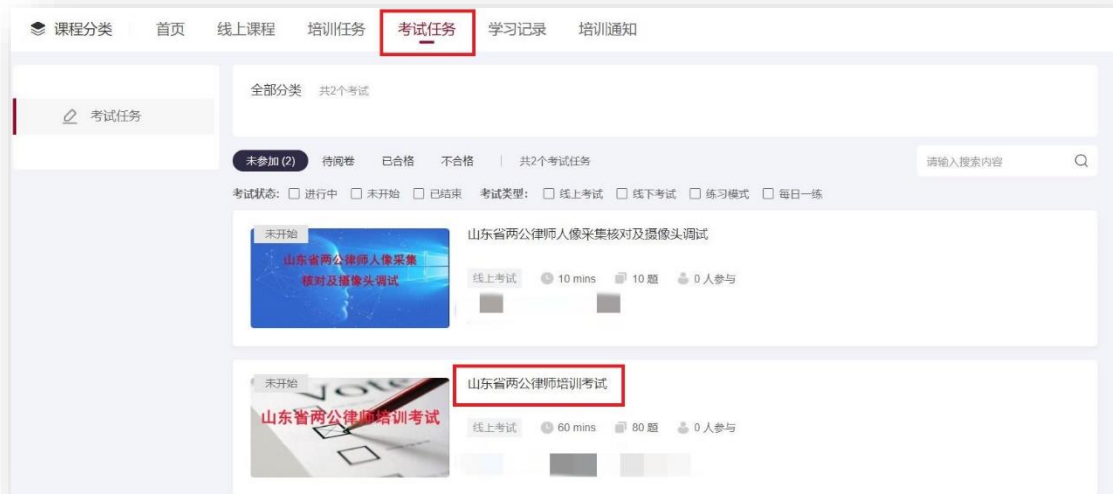 课程分类 首页 线上课程 培训任务 考试任务 学习记录 培训通知
考试任务
全部分类 共2个考试
未参加 (2) 待阅卷 已合格 不合格 共2个考试任务 请输入搜索内容
考试状态: 进行中 未开始 已结束 考试类型: 线上考试 线下考试 练习模式 每日一练
未开始
山东省两公律师人像采集
核对及摄像头调试
山东省两公律师人像采集核对及摄像头调试
线上考试 10 mins 10 题 0 人参与
未开始
Vote
山东省两公律师培训考试
山东省两公律师培训考试
线上考试 60 mins 80 题 0 人参与